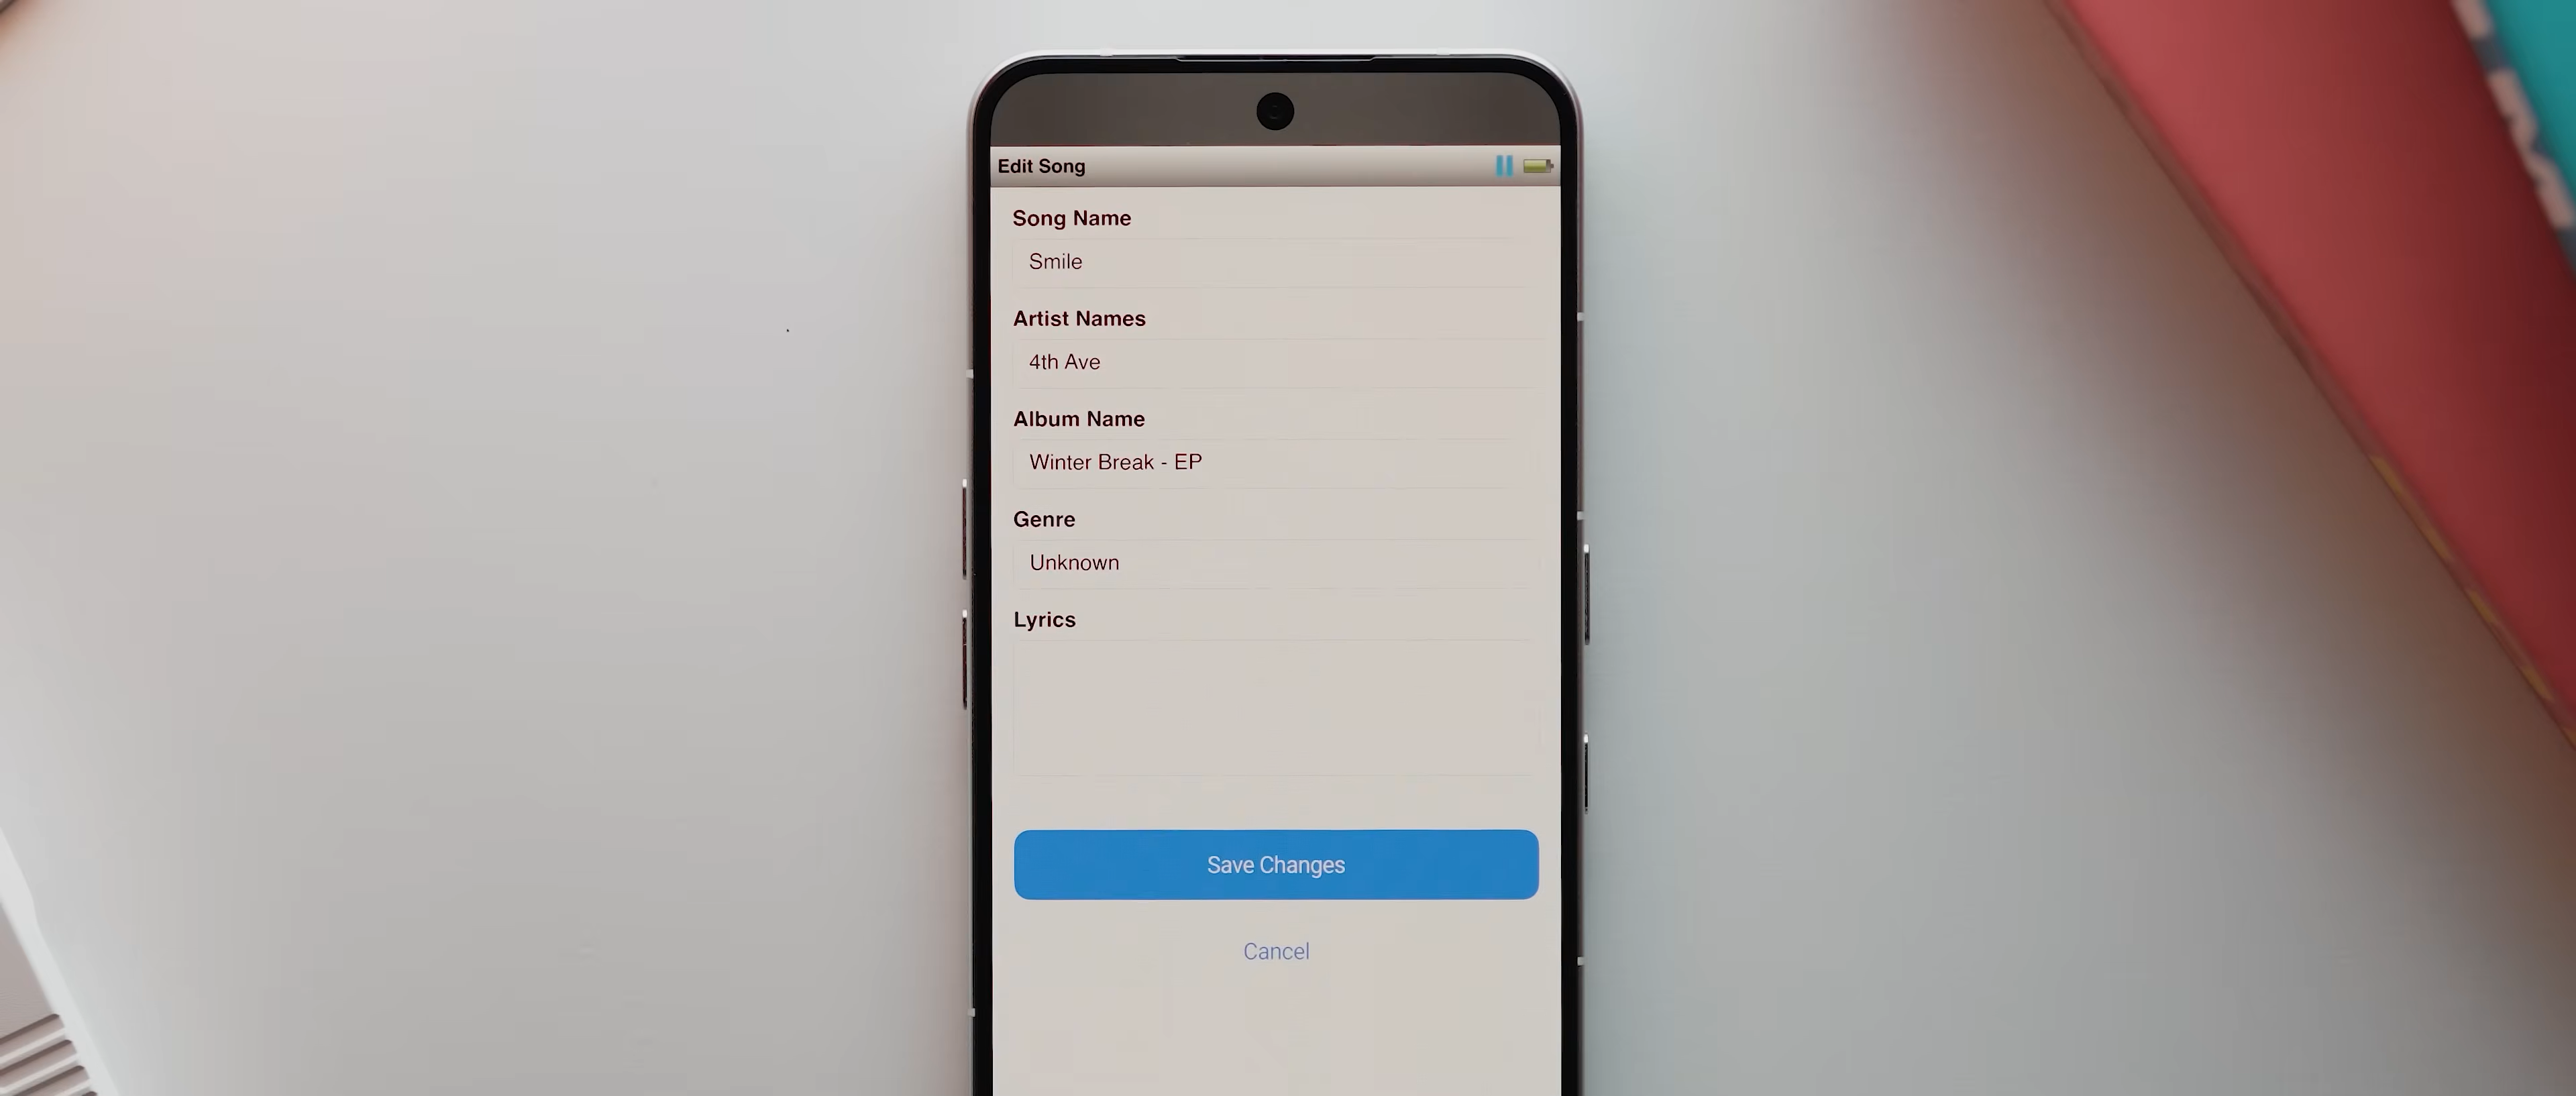 Edit Song
Song Name
Smile
Artist Names
4th Ave
Album Name
Winter Break - EP
Genre
Unknown
Lyrics
Save Changes
Cancel